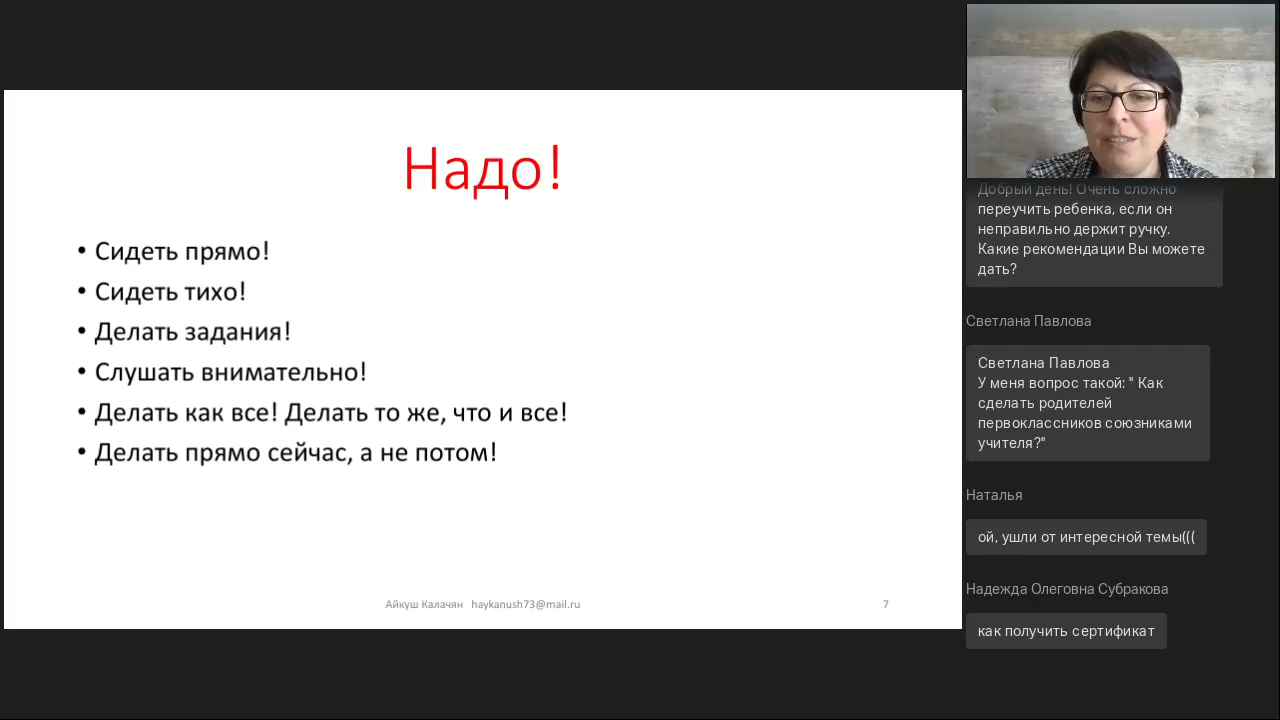 Надо!
• Сидеть прямо!
• Сидеть тихо!
• Делать задания!
• Слушать внимательно!
• Делать как все! Делать то же, что и все!
• Делать прямо сейчас, а не потом!
Айкуш Калачян haykanush73@mail.ru
7
Добрый день! Очень сложно
переучить ребенка, если он
неправильно держит ручку.
Какие рекомендации Вы можете
дать?
Светлана Павлова
Светлана Павлова
У меня вопрос такой: " Как
сделать родителей
первоклассников союзниками
учителя?"
Наталья
ой, ушли от интересной темы(((
Надежда Олеговна Субракова
как получить сертификат